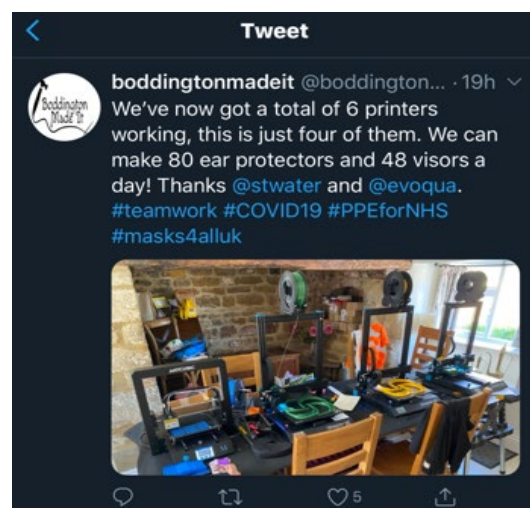 Tweet
Boddington
Made It
boddingtonmadeit @boddington... · 19h
We've now got a total of 6 printers
working, this is just four of them. We can
make 80 ear protectors and 48 visors a
day! Thanks @stwater and @evoqua.
#teamwork #COVID19 #PPEforNHS
#masks4alluk
5